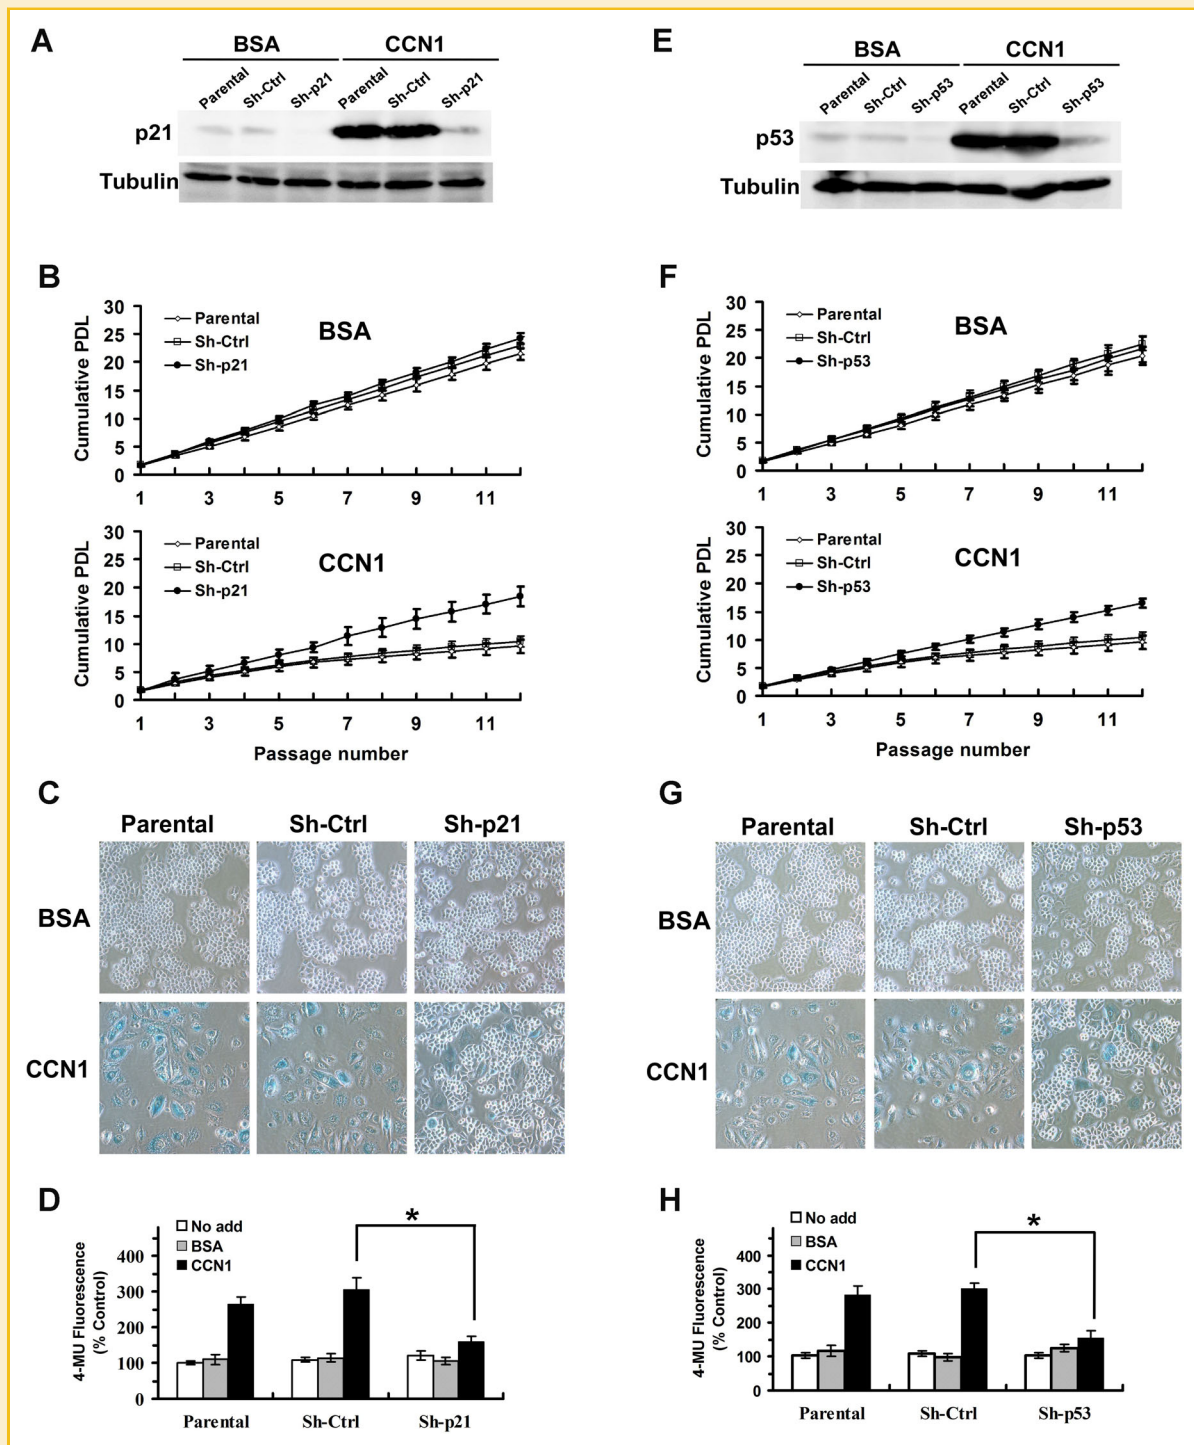 A
BSA CCN1
Parental Sh-Ctrl Sh-p21 Parental Sh-Ctrl Sh-p21
p21
Tubulin
B
Cumulative PDL
30
25
20
15
10
5
0
Parental
Sh-Ctrl
Sh-p21
BSA
1 3 5 7 9 11
Cumulative PDL
30
25
20
15
10
5
0
Parental
Sh-Ctrl
Sh-p21
CCN1
1 3 5 7 9 11
Passage number
C
Parental Sh-Ctrl Sh-p21
BSA
CCN1
D
4-MU Fluorescence
(% Control)
400
300
200
100
0
No add
BSA
CCN1
*
Parental Sh-Ctrl Sh-p21
E
BSA CCN1
Parental Sh-Ctrl Sh-p53 Parental Sh-Ctrl Sh-p53
p53
Tubulin
F
Cumulative PDL
30
25
20
15
10
5
0
Parental
Sh-Ctrl
Sh-p53
BSA
1 3 5 7 9 11
Cumulative PDL
30
25
20
15
10
5
0
Parental
Sh-Ctrl
Sh-p53
CCN1
1 3 5 7 9 11
Passage number
G
Parental Sh-Ctrl Sh-p53
BSA
CCN1
H
4-MU Fluorescence
(% Control)
400
300
200
100
0
No add
BSA
CCN1
*
Parental Sh-Ctrl Sh-p53